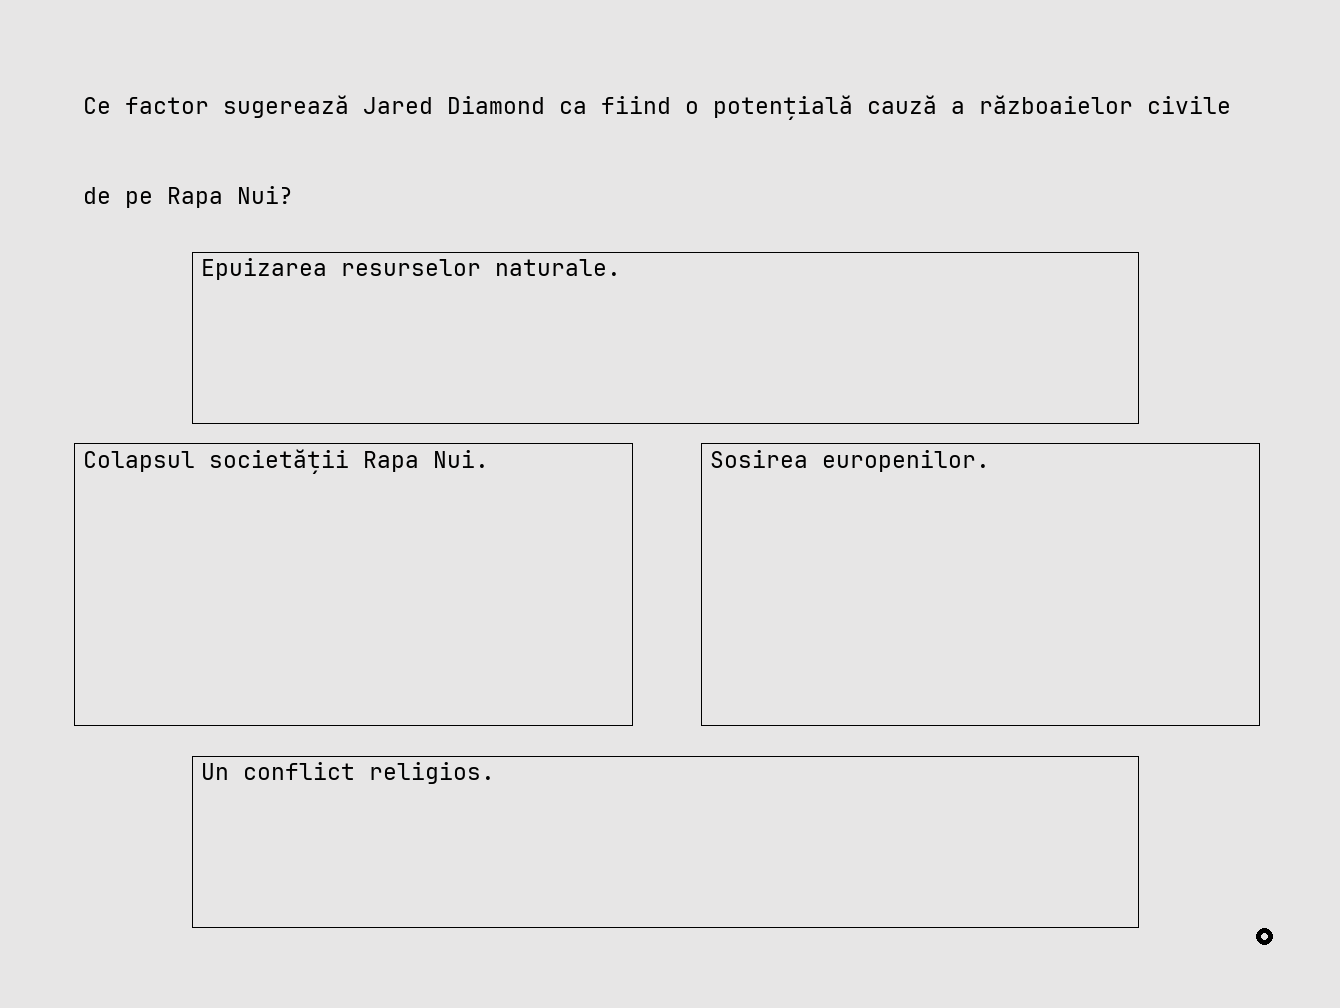 Ce factor sugerează Jared Diamond ca fiind o potențială cauză a războaielor civile
de pe Rapa Nui?
Epuizarea resurselor naturale.
Colapsul societății Rapa Nui.
Sosirea europenilor.
Un conflict religios.